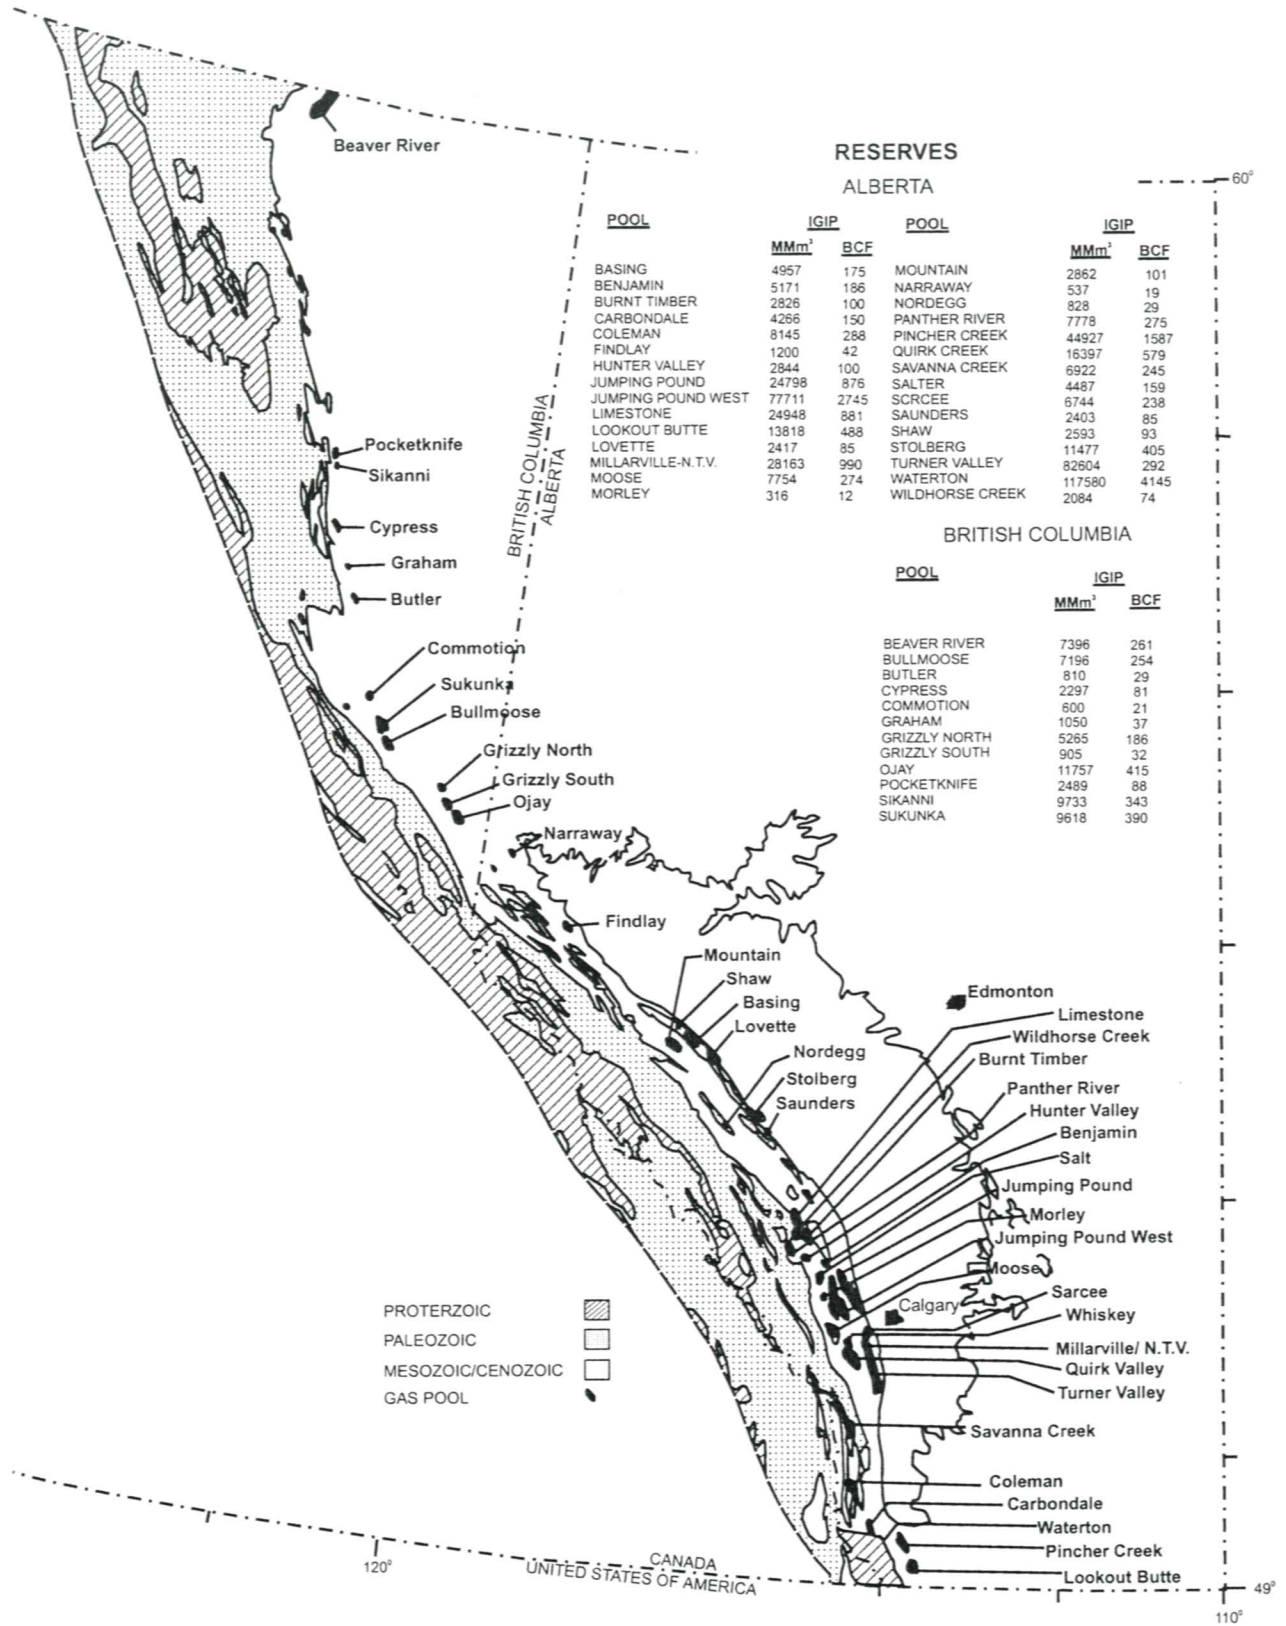 RESERVES
ALBERTA
POOL IGIP POOL IGIP
MMm³ BCF MMm³ BCF
BASING 4957 175 MOUNTAIN 2862 101
BENJAMIN 5171 186 NARRAWAY 537 19
BURNT TIMBER 2826 100 NORDEGG 828 29
CARBONDALE 4266 150 PANTHER RIVER 7778 275
COLEMAN 8145 288 PINCHER CREEK 44927 1587
FINDLAY 1200 42 QUIRK CREEK 16397 579
HUNTER VALLEY 2844 100 SAVANNA CREEK 6922 245
JUMPING POUND 24798 876 SALTER 4487 159
JUMPING POUND WEST 77711 2745 SCRCEE 6744 238
LIMESTONE 24948 881 SAUNDERS 2403 85
LOOKOUT BUTTE 13818 488 SHAW 2593 93
LOVETTE 2417 85 STOLBERG 11477 405
MILLARVILLE-N.T.V. 28163 990 TURNER VALLEY 82604 292
MOOSE 7754 274 WATERTON 117580 4145
MORLEY 316 12 WILDHORSE CREEK 2084 74
BRITISH COLUMBIA
POOL IGIP
MMm³ BCF
BEAVER RIVER 7396 261
BULLMOOSE 7196 254
BUTLER 810 29
CYPRESS 2297 81
COMMOTION 600 21
GRAHAM 1050 37
GRIZZLY NORTH 5265 186
GRIZZLY SOUTH 905 32
OJAY 11757 415
POCKETKNIFE 2489 88
SIKANNI 9733 343
SUKUNKA 9618 390
60°
Beaver River
BRITISH COLUMBIA
ALBERTA
Pocketknife
Sikanni
Cypress
Graham
Butler
Commotion
Sukunka
Bullmoose
Grizzly North
Grizzly South
Ojay
Narraway
Findlay
Mountain
Shaw
Basing
Lovette
Nordegg
Stolberg
Saunders
Edmonton
Limestone
Wildhorse Creek
Burnt Timber
Panther River
Hunter Valley
Benjamin
Salt
Jumping Pound
Morley
Jumping Pound West
Moose
Sarcee
Calgary
Whiskey
Millarville/ N.T.V.
Quirk Valley
Turner Valley
Savanna Creek
Coleman
Carbondale
Waterton
Pincher Creek
Lookout Butte
PROTERZOIC
PALEOZOIC
MESOZOIC/CENOZOIC
GAS POOL
120°
CANADA
UNITED STATES OF AMERICA
49°
110°